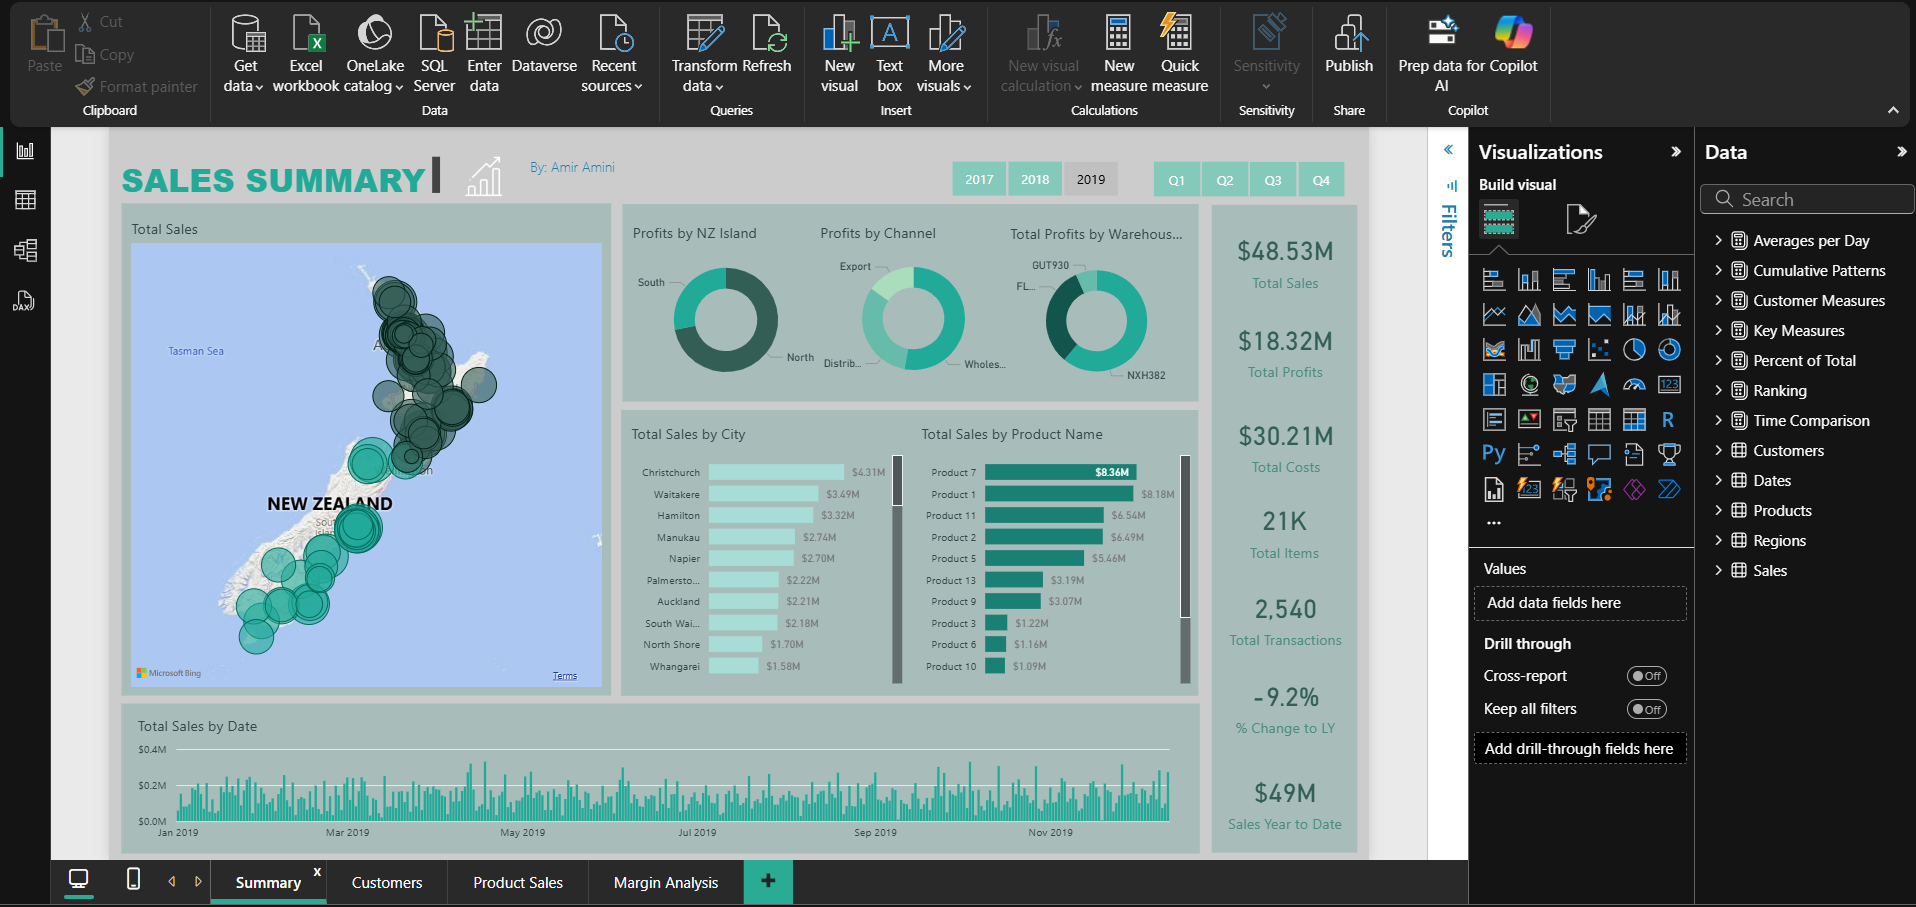 Paste
Cut
Copy
Format painter
Clipboard
Get
data
Excel
workbook
OneLake
catalog
SQL
Server
Enter
data
Dataverse
Recent
sources
Data
Transform
data
Refresh
Queries
New
visual
Text
box
More
visuals
Insert
New visual
calculation
New
measure
Quick
measure
Calculations
Sensitivity
Sensitivity
Publish
Share
Prep data for
AI
Copilot
Copilot
SALES SUMMARY
By: Amir Amini
2017
2018
2019
Q1
Q2
Q3
Q4
Total Sales
Tasman Sea
NEW ZEALAND
Microsoft Bing
Terms
Profits by NZ Island
South
North
Profits by Channel
Export
Distrib...
Wholes...
Total Profits by Warehous...
GUT930
FL...
NXH382
Total Sales by City
Christchurch $4.31M
Waitakere $3.49M
Hamilton $3.32M
Manukau $2.74M
Napier $2.70M
Palmersto... $2.22M
Auckland $2.21M
South Wai... $2.18M
North Shore $1.70M
Whangarei $1.58M
Total Sales by Product Name
Product 7 $8.36M
Product 1 $8.18M
Product 11 $6.54M
Product 2 $6.49M
Product 5 $5.46M
Product 13 $3.19M
Product 9 $3.07M
Product 3 $1.22M
Product 6 $1.16M
Product 10 $1.09M
$48.53M
Total Sales
$18.32M
Total Profits
$30.21M
Total Costs
21K
Total Items
2,540
Total Transactions
-9.2%
% Change to LY
$49M
Sales Year to Date
Total Sales by Date
$0.4M
$0.2M
$0.0M
Jan 2019
Mar 2019
May 2019
Jul 2019
Sep 2019
Nov 2019
Summary
x
Customers
Product Sales
Margin Analysis
+
Filters
Visualizations
Build visual
123
R
Py
123
...
Values
Add data fields here
Drill through
Cross-report
Off
Keep all filters
Off
Add drill-through fields here
Data
Search
Averages per Day
Cumulative Patterns
Customer Measures
Key Measures
Percent of Total
Ranking
Time Comparison
Customers
Dates
Products
Regions
Sales
DAX